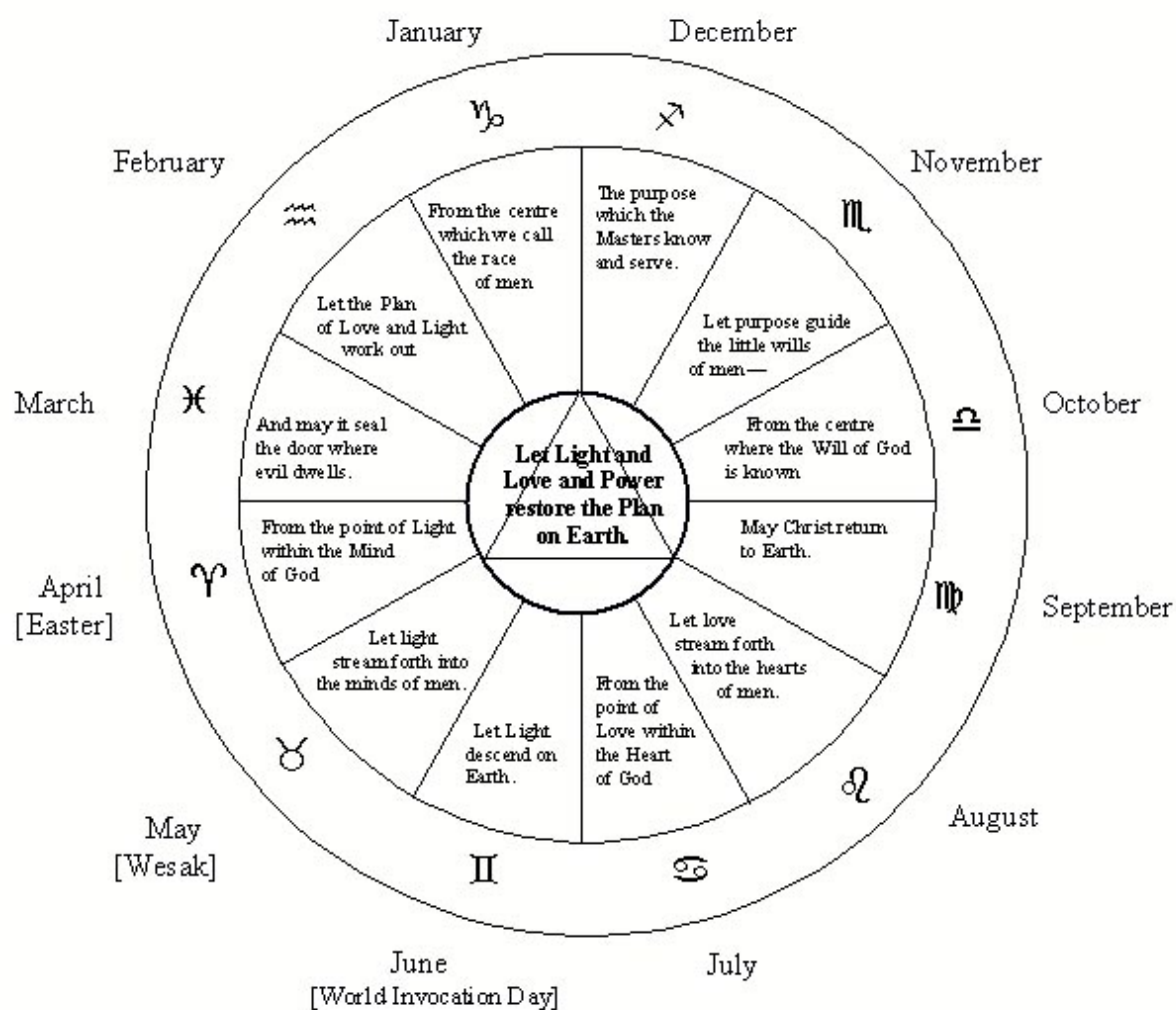 January
December
February
November
March
October
April
[Easter]
September
May
[Wesak]
August
June
[World Invocation Day]
July
♑
♐
♒
♏
♓
♎
♈
♍
♉
♌
♊
♋
From the centre
which we call
the race
of men
The purpose
which the
Masters know
and serve.
Let the Plan
of Love and Light
work out
Let purpose guide
the little wills
of men—
And may it seal
the door where
evil dwells.
From the centre
where the Will of God
is known
Let Light and
Love and Power
restore the Plan
on Earth.
From the point of Light
within the Mind
of God
May Christ return
to Earth.
Let light
stream forth into
the minds of men.
Let love
stream forth
into the hearts
of men.
Let Light
descend on
Earth.
From the
point of
Love within
the Heart
of God